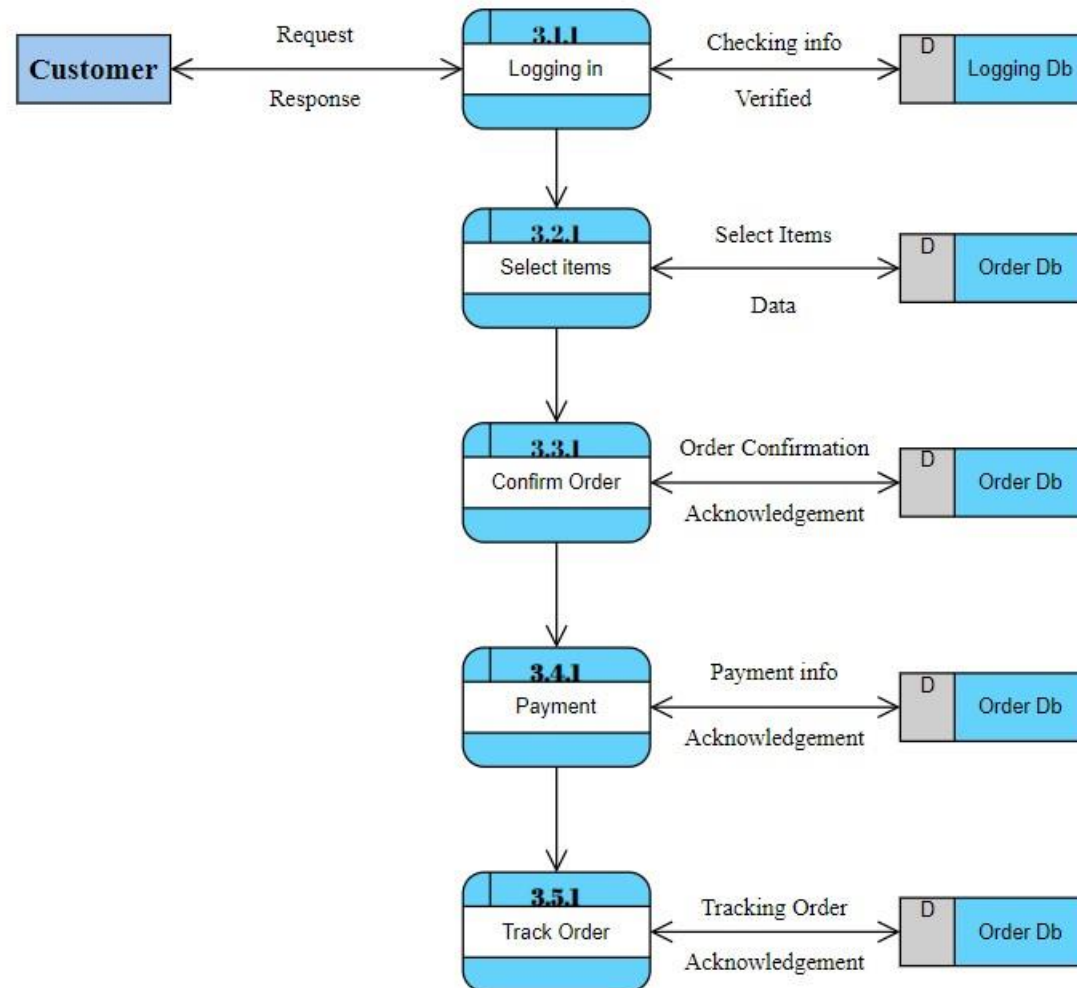 Request
3.1.1
Checking info
D
Customer
Logging in
Logging Db
Response
Verified
3.2.1
Select Items
D
Select items
Order Db
Data
3.3.1
Order Confirmation
D
Confirm Order
Order Db
Acknowledgement
3.4.1
Payment info
D
Payment
Order Db
Acknowledgement
3.5.1
Tracking Order
D
Track Order
Order Db
Acknowledgement